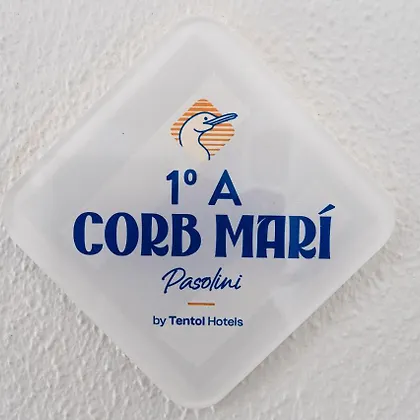 1º A
CORB MARÍ
Pasolini
by Tentol Hotels